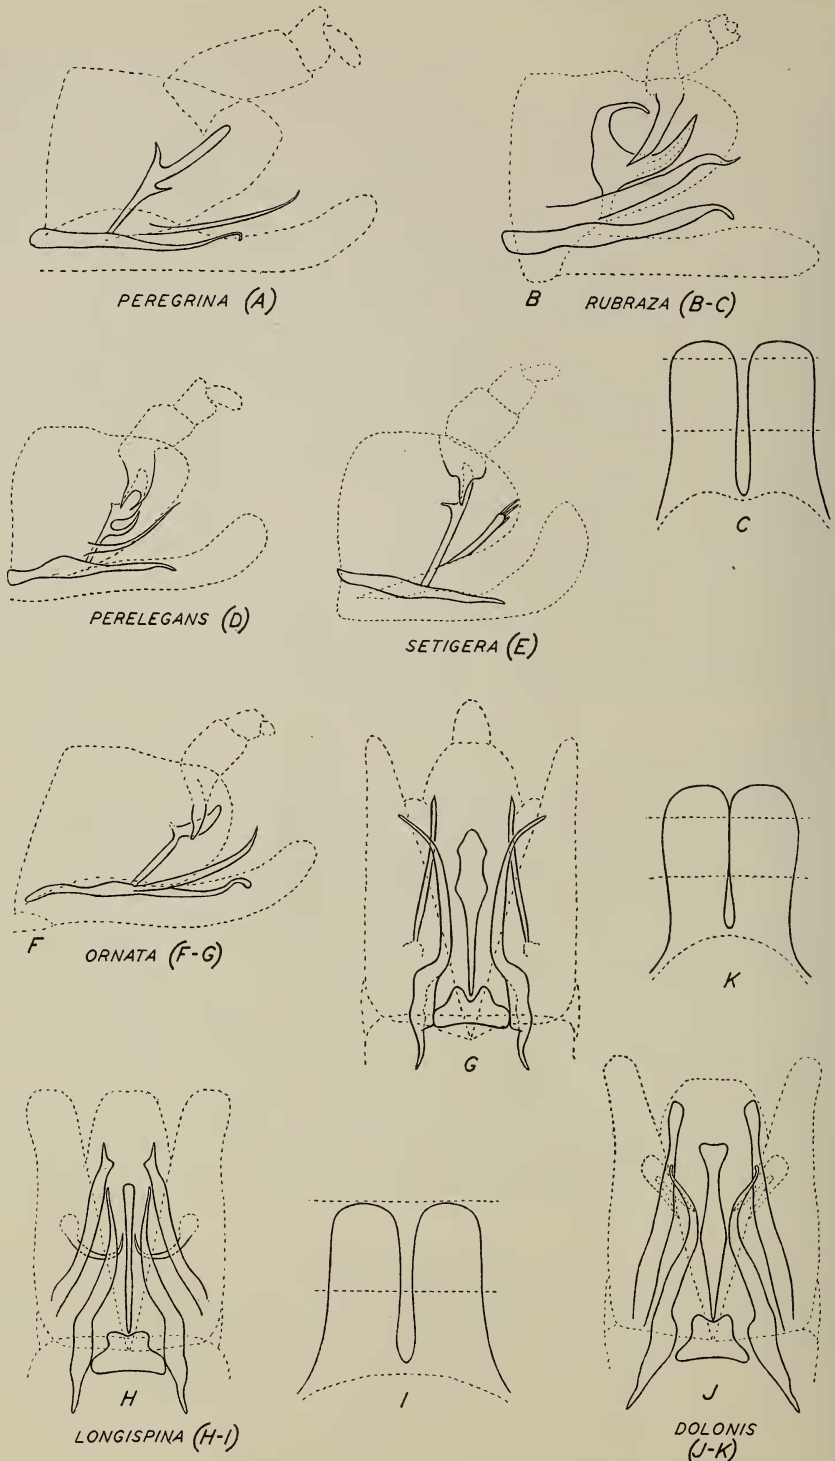 PEREGRINA (A)
B RUBRAZA (B-C)
C
PERELEGANS (D)
SETIGERA (E)
F ORNATA (F-G)
G
K
H
LONGISPINA (H-I)
I
J
DOLONIS
(J-K)